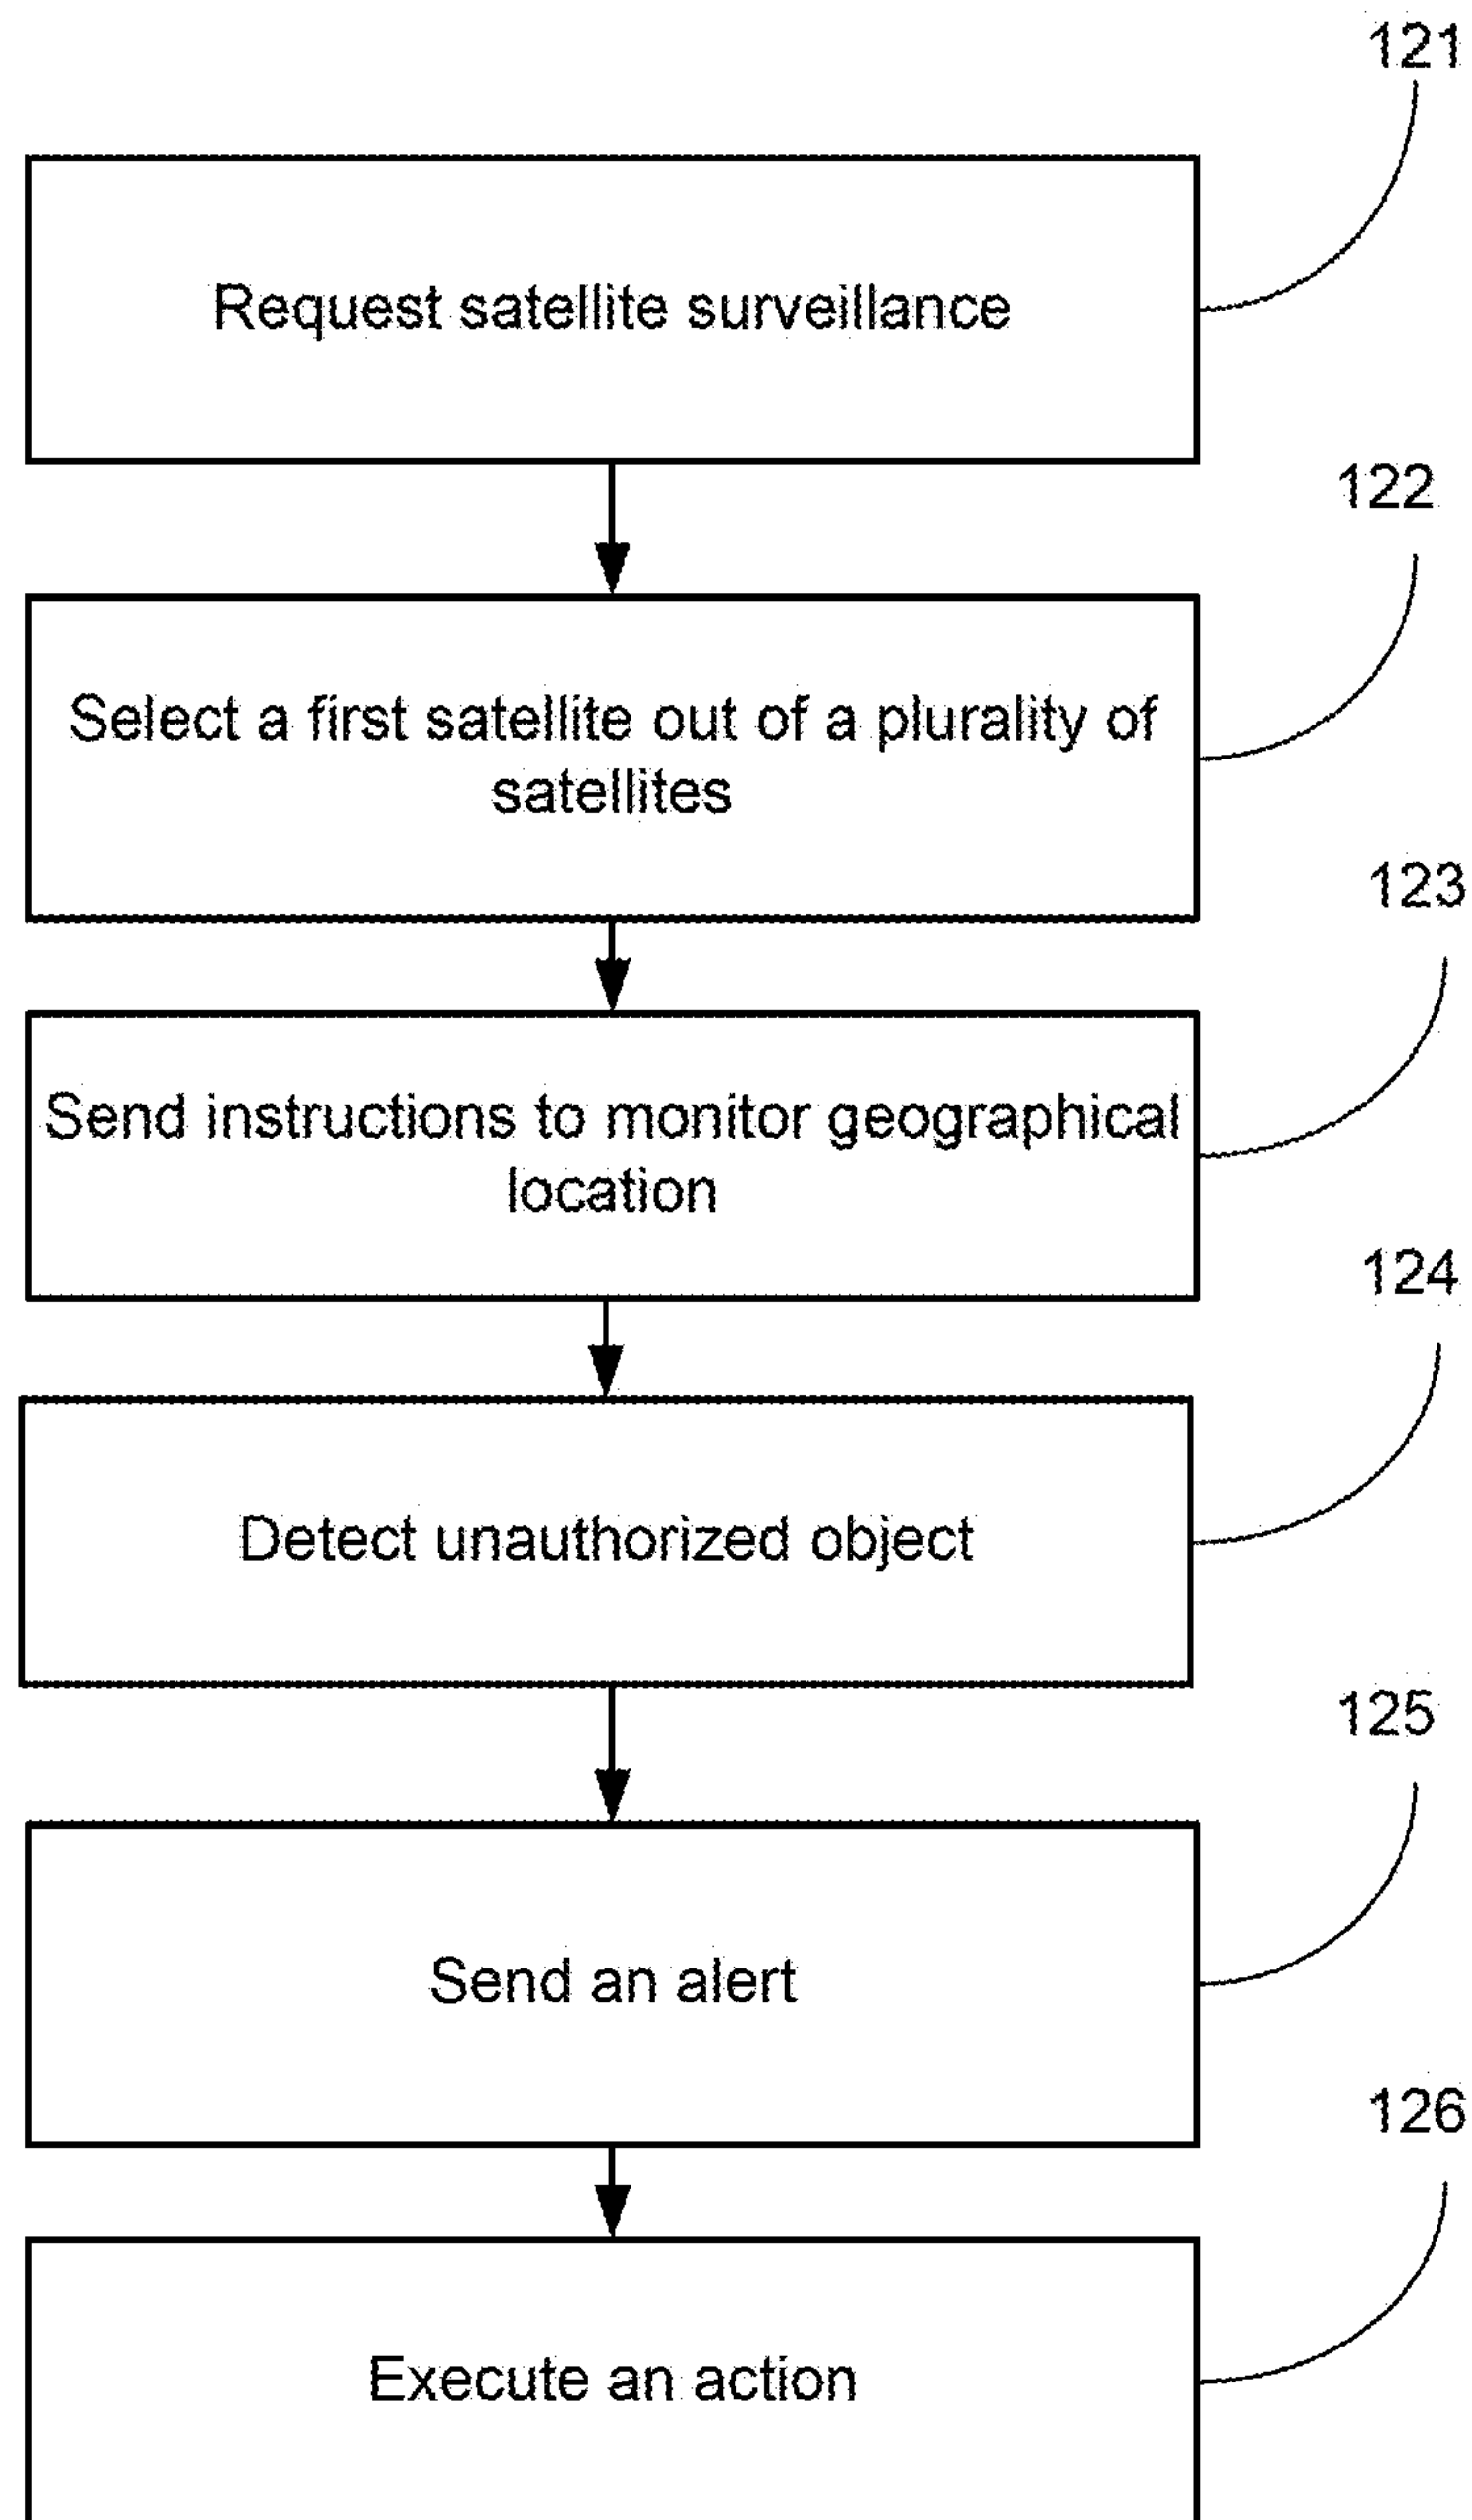 121
Request satellite surveillance
122
Select a first satellite out of a plurality of
satellites
123
Send instructions to monitor geographical
location
124
Detect unauthorized object
125
Send an alert
126
Execute an action